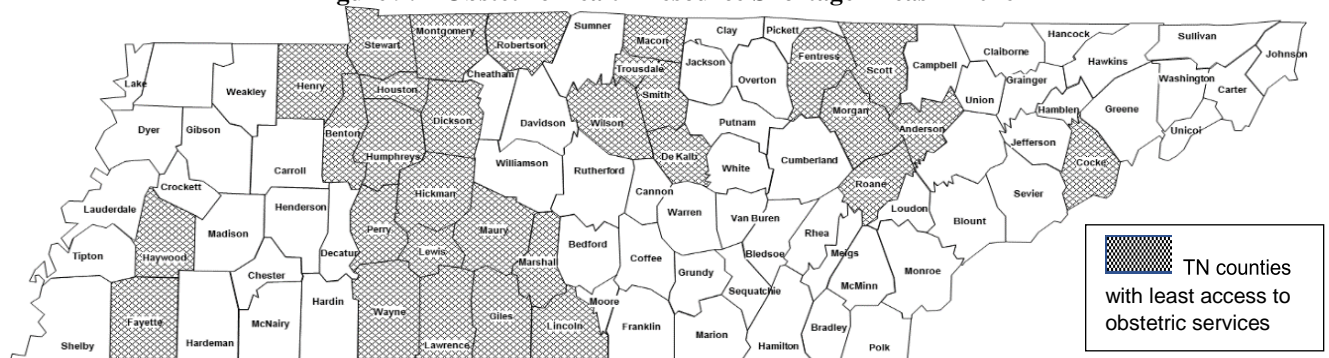 Sumner
Clay
Pickett
Hancock
Sullivan
Stewart
Montgomery
Robertson
Macon
Claiborne
Johnson
Fentress
Scott
Campbell
Hawkins
Jackson
Overton
Cheatham
Trousdale
Grainger
Washington
Lake
Weakley
Henry
Houston
Smith
Union
Carter
Hamblen
Greene
Dyer
Gibson
Benton
Dickson
Davidson
Wilson
Putnam
Morgan
Anderson
Unicoi
Jefferson
Carroll
Humphreys
Williamson
Rutherford
De Kalb
White
Cumberland
Cocke
Crockett
Hickman
Cannon
Roane
Sevier
Lauderdale
Henderson
Madison
Perry
Lewis
Maury
Warren
Van Buren
Loudon
Blount
Tipton
Haywood
Decatur
Marshall
Bedford
Coffee
Bledsoe
Rhea
Meigs
Monroe
Chester
Grundy
Sequatchie
McMinn
Hardin
Moore
Fayette
McNairy
Wayne
Giles
Lincoln
Franklin
Marion
Bradley
Shelby
Hardeman
Lawrence
Hamilton
Polk
TN counties
with least access to
obstetric services